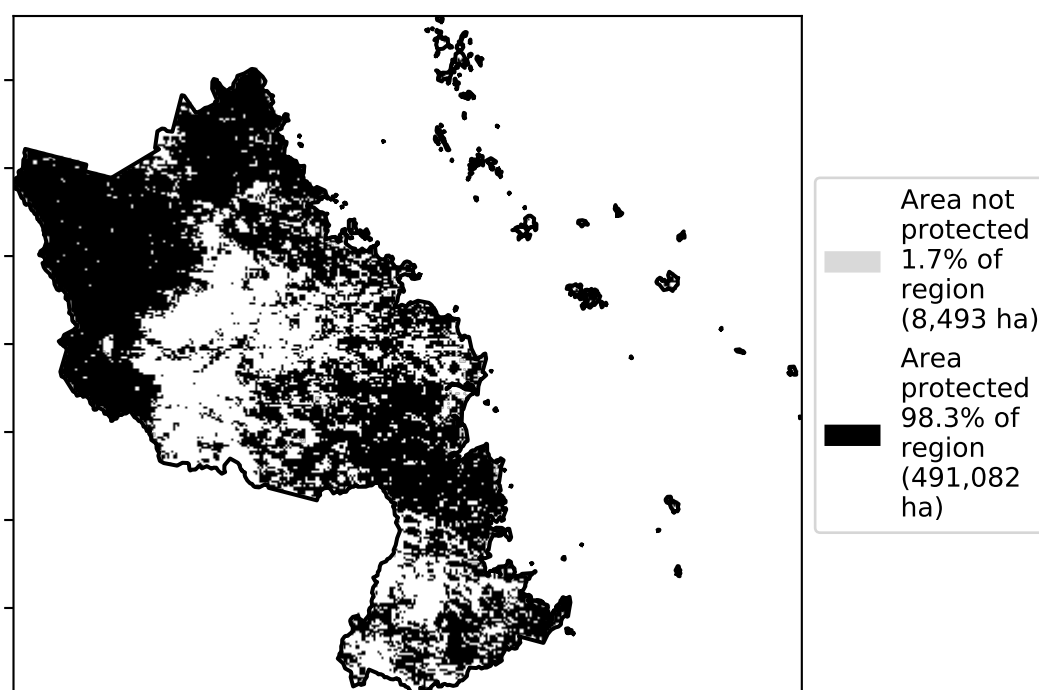 Area not
protected
1.7% of
region
(8,493 ha)
Area
protected
98.3% of
region
(491,082
ha)